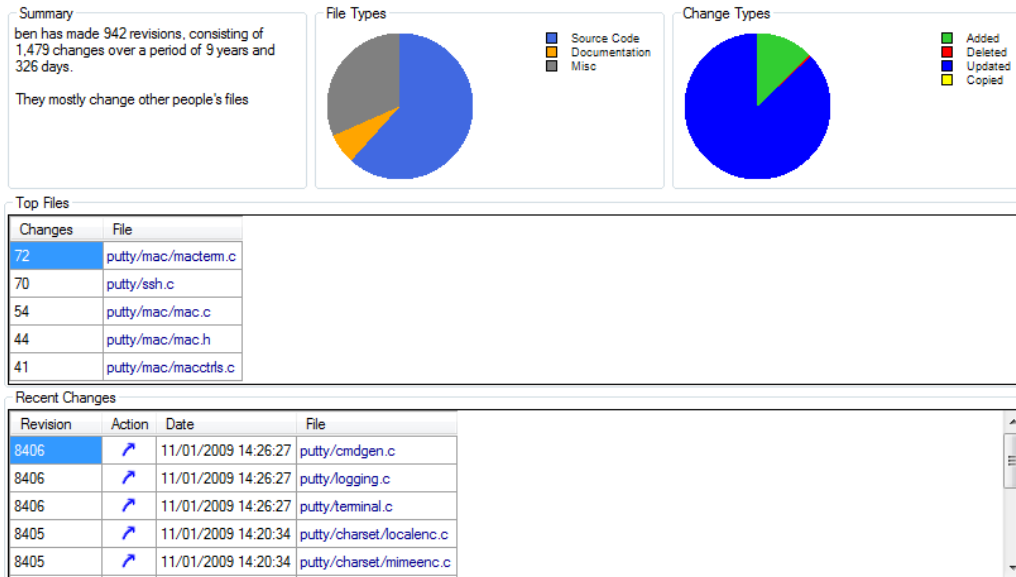 Summary
ben has made 942 revisions, consisting of
1,479 changes over a period of 9 years and
326 days.
They mostly change other people's files
File Types
Source Code
Documentation
Misc
Change Types
Added
Deleted
Updated
Copied
Top Files
Changes File
72 putty/mac/macterm.c
70 putty/ssh.c
54 putty/mac/mac.c
44 putty/mac/mac.h
41 putty/mac/macctrls.c
Recent Changes
Revision Action Date File
8406 11/01/2009 14:26:27 putty/cmdgen.c
8406 11/01/2009 14:26:27 putty/logging.c
8406 11/01/2009 14:26:27 putty/terminal.c
8405 11/01/2009 14:20:34 putty/charset/localenc.c
8405 11/01/2009 14:20:34 putty/charset/mimeenc.c